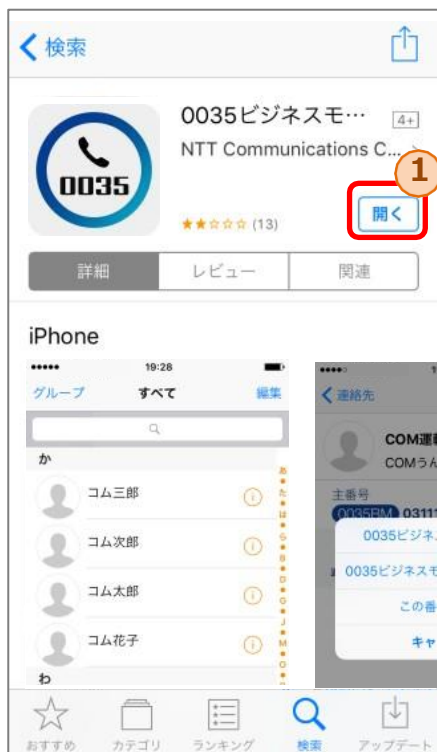 検索
0035ビジネスモ… 4+
NTT Communications C...
0035
1
開く
★★☆☆☆ (13)
詳細 レビュー 関連
iPhone
19:28
グループ すべて 編集
か
コム三郎
コム次郎
コム太郎
コム花子
わ
連絡先
COM運
COMうん
主番号
0035BM 03111
0035ビジネ
0035ビジネスモ
この番
キャ
おすすめ カテゴリ ランキング 検索 アップデート